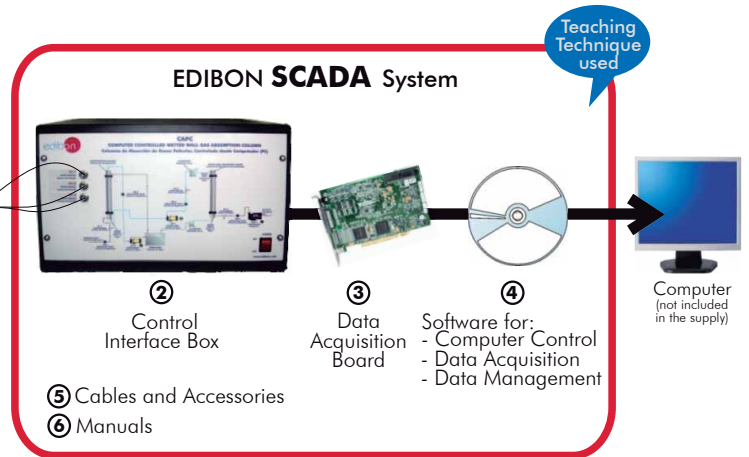 Teaching
Technique
used
EDIBON SCADA System
edibon
CAPC
COMPUTER CONTROLLED WETTED WALL GAS ABSORPTION COLUMN
2
Control
Interface Box
3
Data
Acquisition
Board
4
Software for:
- Computer Control
- Data Acquisition
- Data Management
Computer
(not included
in the supply)
5 Cables and Accessories
6 Manuals